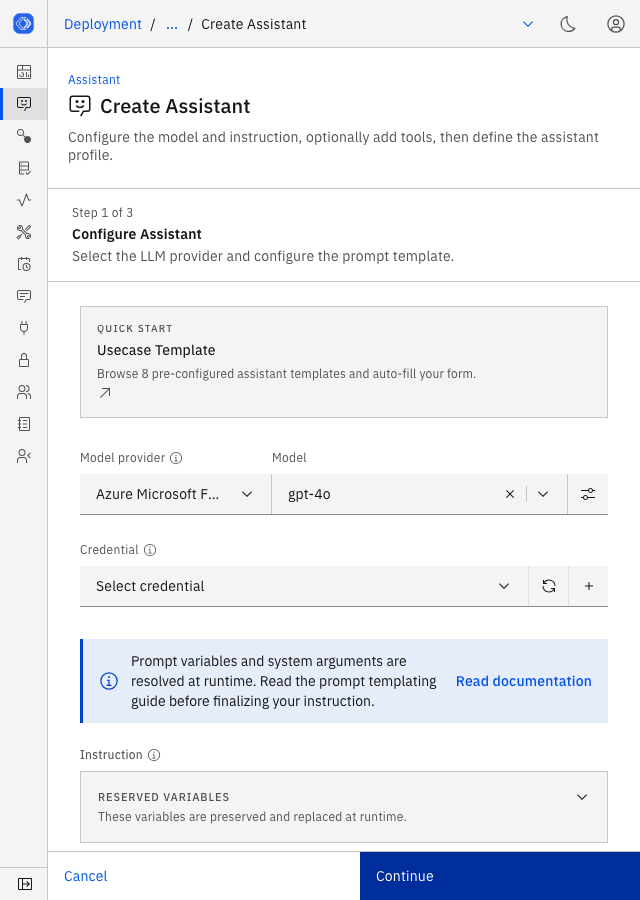 Deployment / ... / Create Assistant
Assistant
Create Assistant
Configure the model and instruction, optionally add tools, then define the assistant
profile.
Step 1 of 3
Configure Assistant
Select the LLM provider and configure the prompt template.
QUICK START
Usecase Template
Browse 8 pre-configured assistant templates and auto-fill your form.
Model provider Model
Azure Microsoft F... gpt-4o
Credential
Select credential
Prompt variables and system arguments are
resolved at runtime. Read the prompt templating
guide before finalizing your instruction.
Read documentation
Instruction
RESERVED VARIABLES
These variables are preserved and replaced at runtime.
Cancel Continue